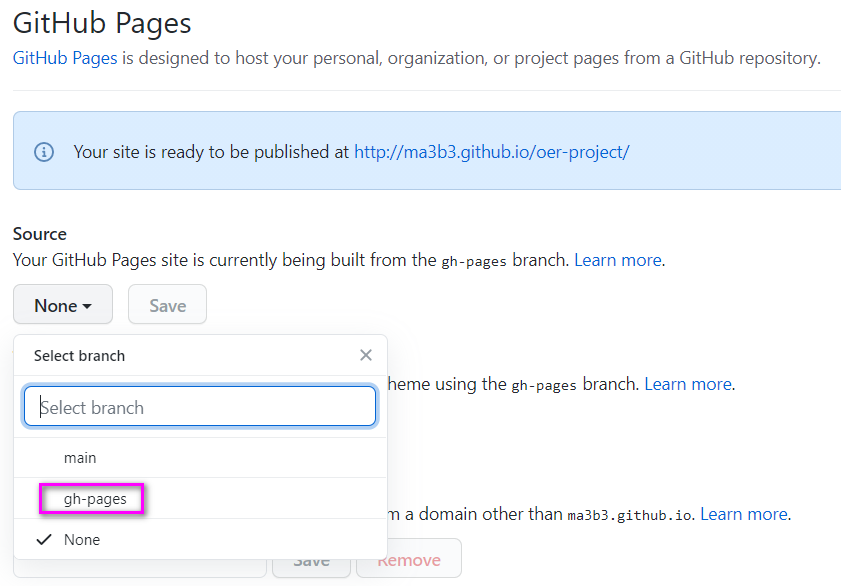 GitHub Pages
GitHub Pages is designed to host your personal, organization, or project pages from a GitHub repository.
Your site is ready to be published at http://ma3b3.github.io/oer-project/
Source
Your GitHub Pages site is currently being built from the gh-pages branch. Learn more.
None
Save
Select branch
heme using the gh-pages branch. Learn more.
Select branch
main
gh-pages
m a domain other than ma3b3.github.io. Learn more.
None
Save
Remove